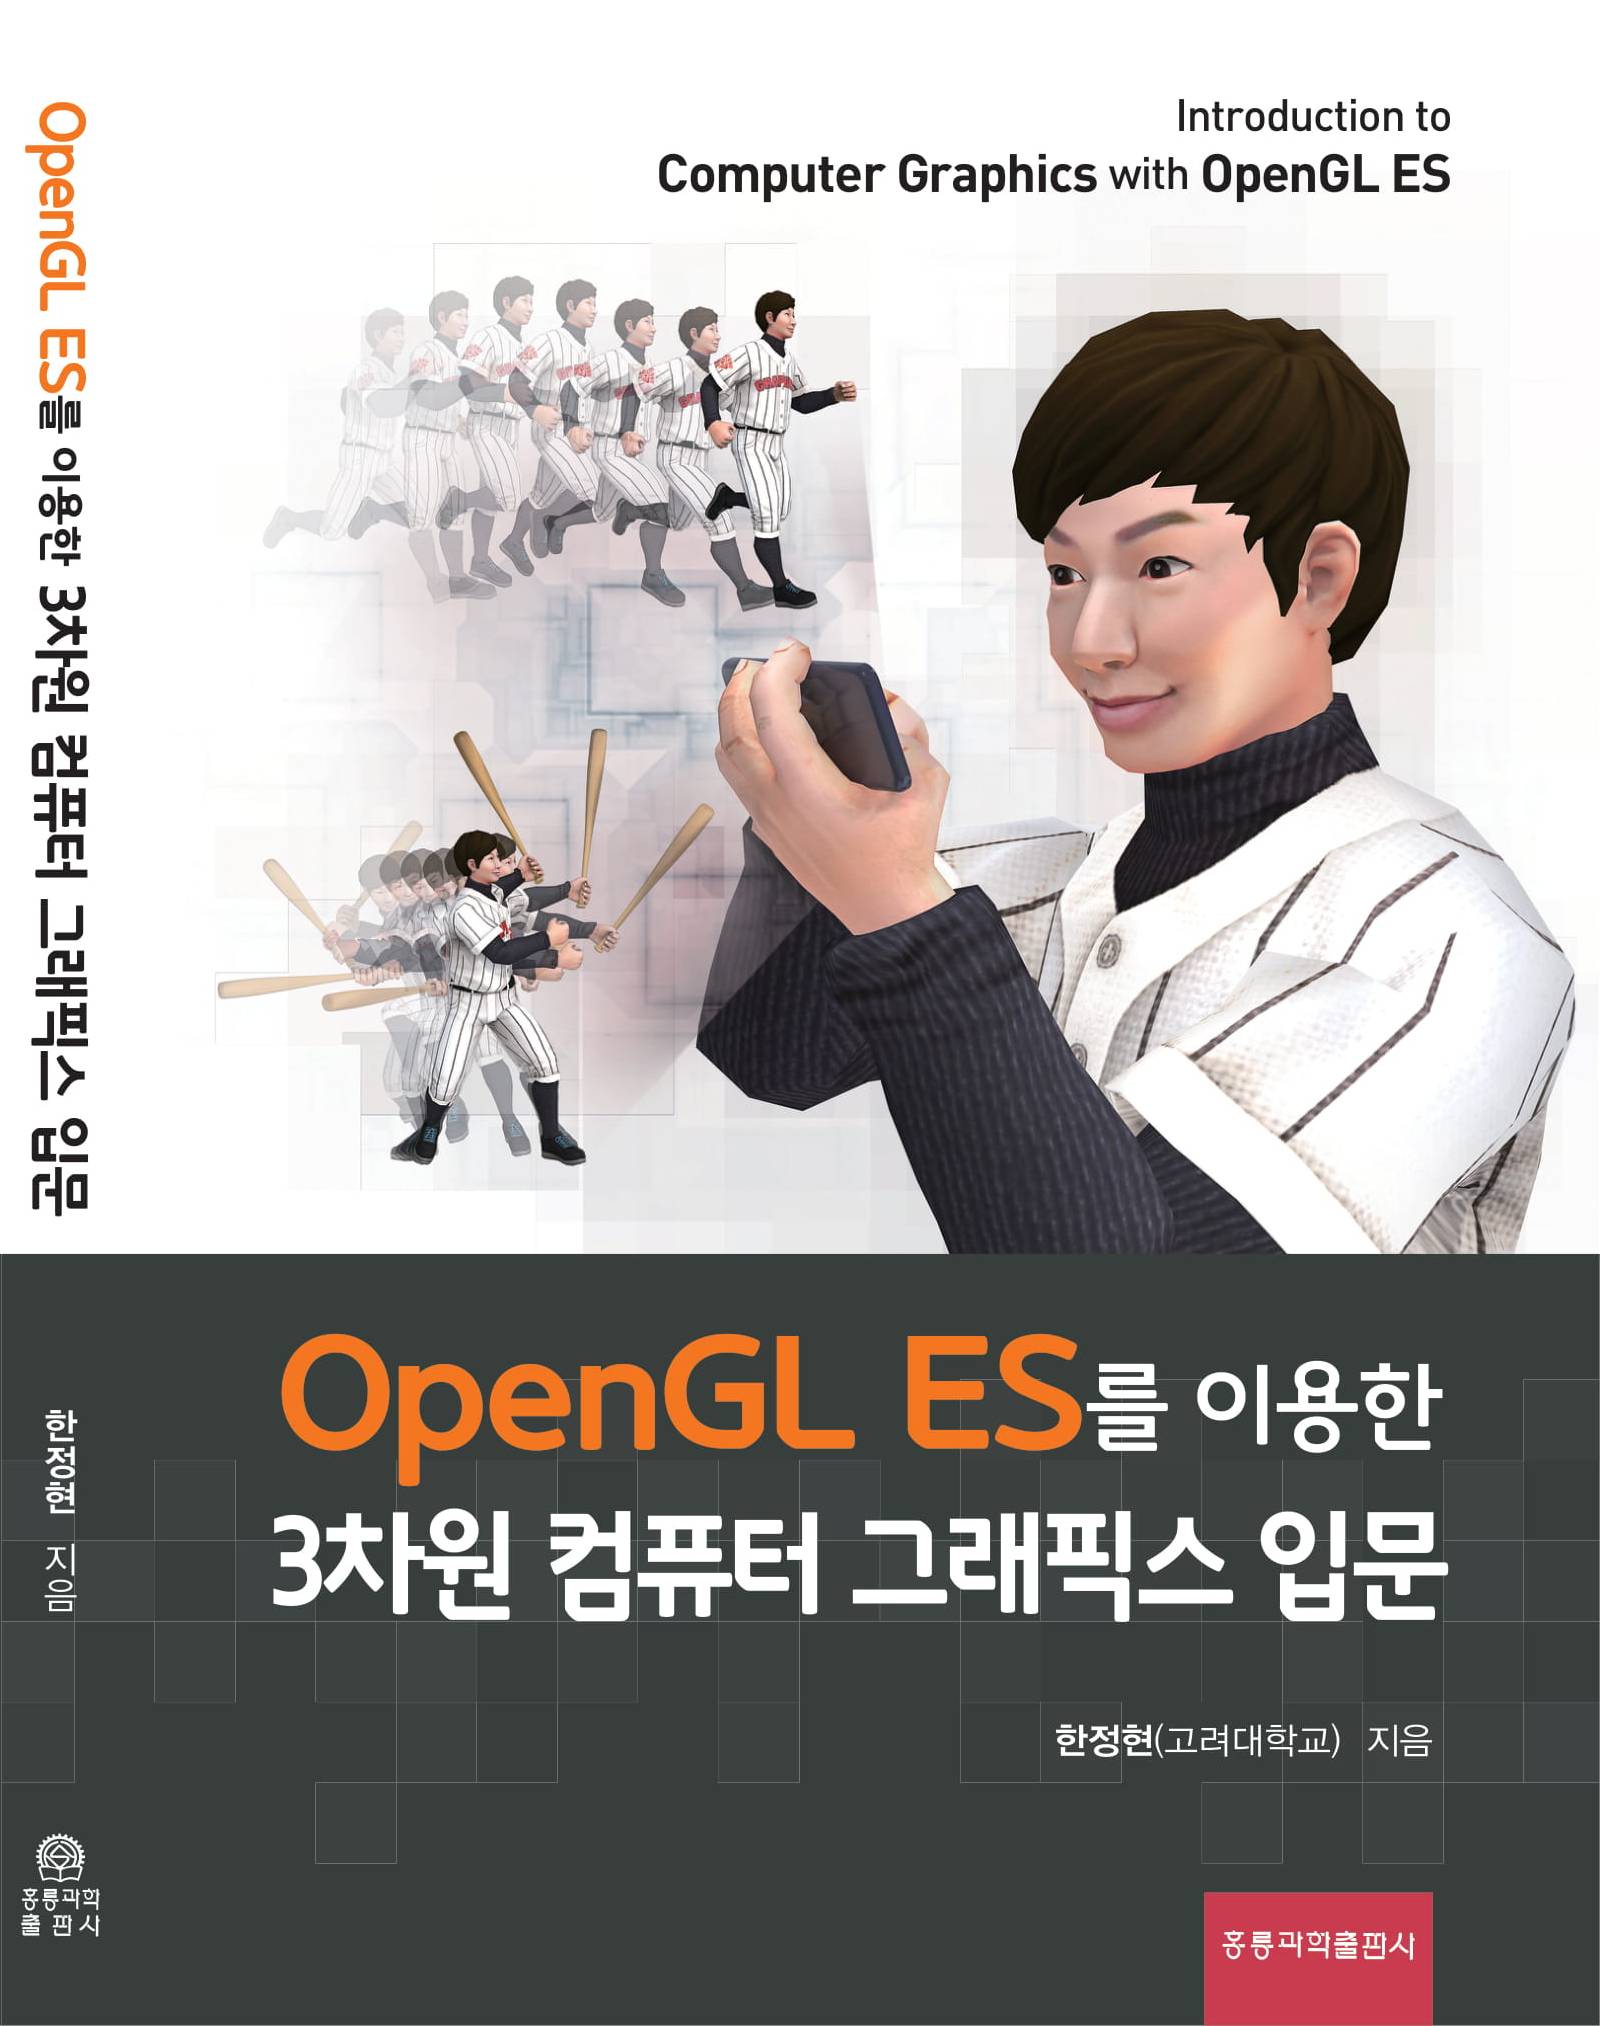 Introduction to
Computer Graphics with OpenGL ES
OpenGL ES를 이용한 3차원 컴퓨터 그래픽스 입문
GRAPHICS
OpenGL ES를 이용한
3차원 컴퓨터 그래픽스 입문
한정현(고려대학교) 지음
한정현 지음
홍릉과학
출판사
홍릉과학출판사